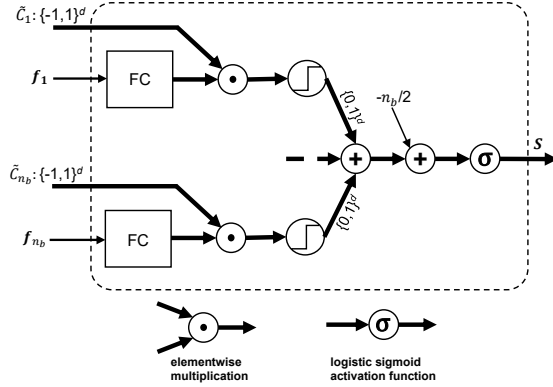 C̃₁:{-1,1}ᵈ
f₁
FC
{0,1}ᵈ
-n_b/2
+
+
σ
S
C̃_{n_b}:{-1,1}ᵈ
f_{n_b}
FC
{0,1}ᵈ
σ
elementwise
multiplication
logistic sigmoid
activation function